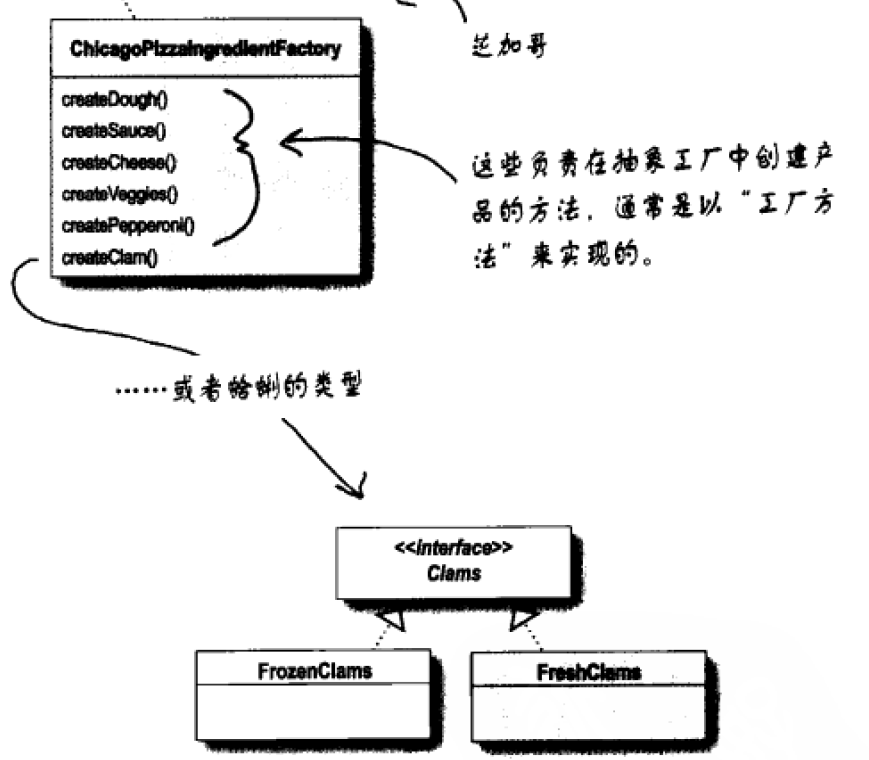 芝加哥
ChicagoPizzaIngredientFactory
createDough()
createSauce()
createCheese()
createVeggies()
createPepperoni()
createClam()
这些负责在抽象工厂中创建产
品的方法，通常是以“工厂方
法”来实现的。
……或者蛤蜊的类型
<<interface>>
Clams
FrozenClams
FreshClams